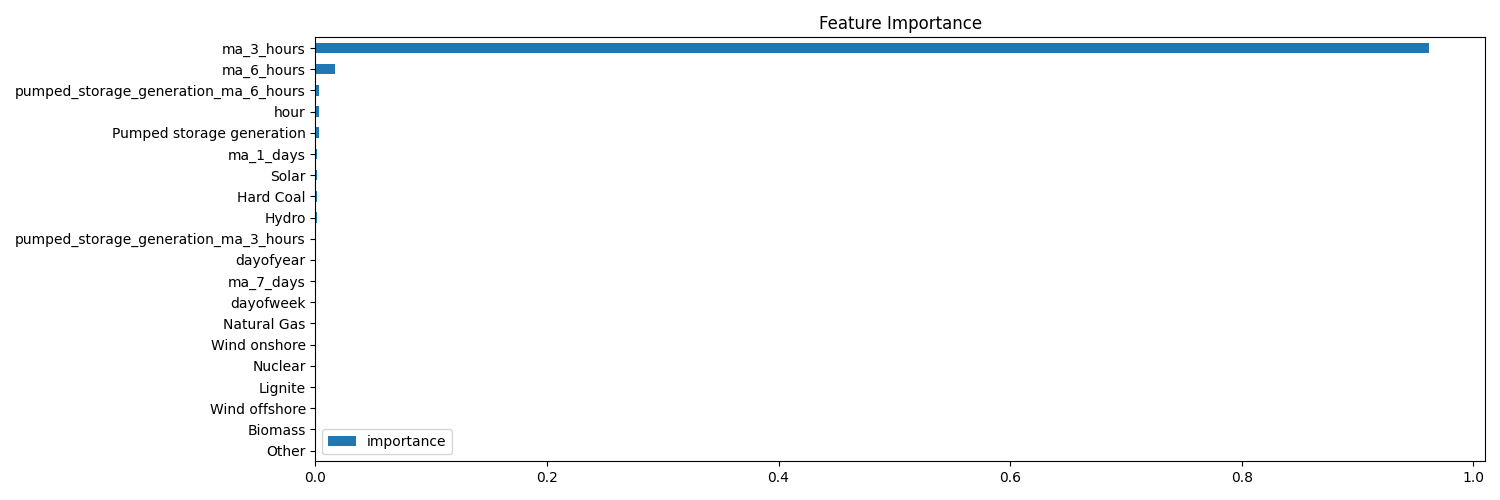 Feature Importance
ma_3_hours
ma_6_hours
pumped_storage_generation_ma_6_hours
hour
Pumped storage generation
ma_1_days
Solar
Hard Coal
Hydro
pumped_storage_generation_ma_3_hours
dayofyear
ma_7_days
dayofweek
Natural Gas
Wind onshore
Nuclear
Lignite
Wind offshore
Biomass
Other
importance
0.0 0.2 0.4 0.6 0.8 1.0